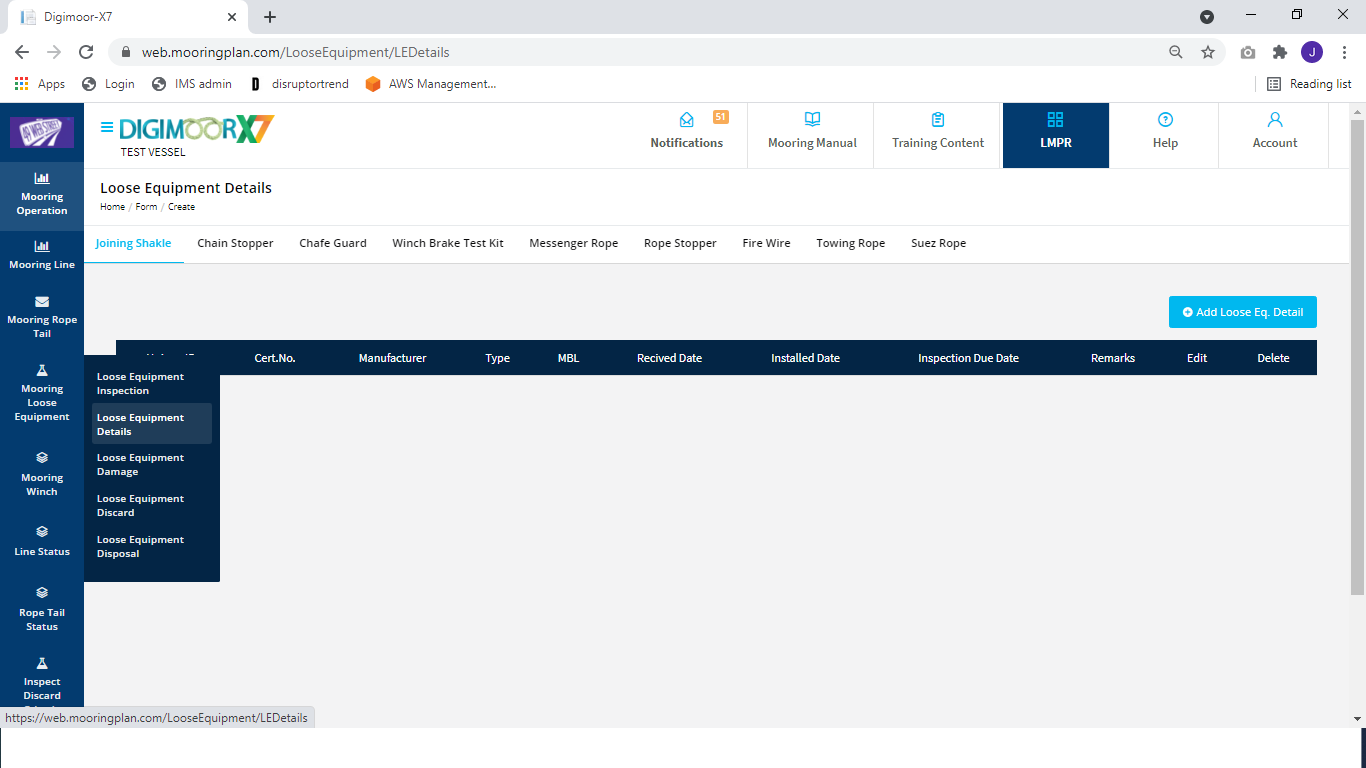 Digimoor-X7
web.mooringplan.com/LooseEquipment/LEDetails
J
Apps
Login
IMS admin
disruptortrend
AWS Management...
Reading list
49 WEB STREET
DIGIMOORX7
TEST VESSEL
51
Notifications
Mooring Manual
Training Content
LMPR
Help
Account
Mooring
Operation
Mooring Line
Mooring Rope
Tail
Mooring
Loose
Equipment
Mooring
Winch
Line Status
Rope Tail
Status
Inspect
Discard
Loose Equipment Details
Home / Form / Create
Joining Shakle
Chain Stopper
Chafe Guard
Winch Brake Test Kit
Messenger Rope
Rope Stopper
Fire Wire
Towing Rope
Suez Rope
Add Loose Eq. Detail
Cert.No.
Manufacturer
Type
MBL
Recived Date
Installed Date
Inspection Due Date
Remarks
Edit
Delete
Loose Equipment
Inspection
Loose Equipment
Details
Loose Equipment
Damage
Loose Equipment
Discard
Loose Equipment
Disposal
https://web.mooringplan.com/LooseEquipment/LEDetails